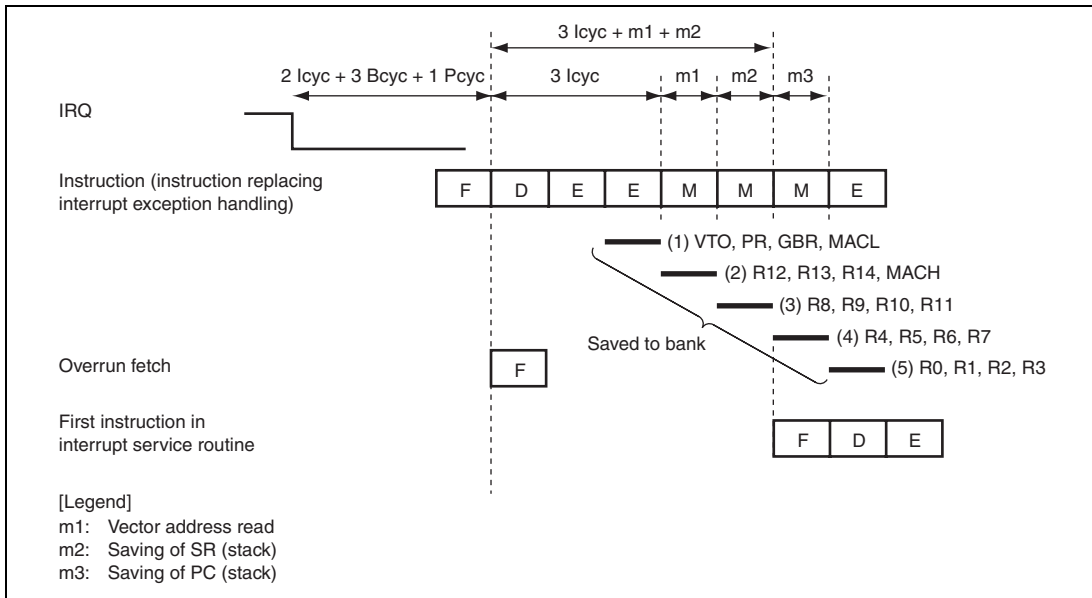 3 Icyc + m1 + m2
2 Icyc + 3 Bcyc + 1 Pcyc
3 Icyc
m1
m2
m3
IRQ
Instruction (instruction replacing
interrupt exception handling)
F D E E M M M E
(1) VTO, PR, GBR, MACL
(2) R12, R13, R14, MACH
(3) R8, R9, R10, R11
(4) R4, R5, R6, R7
(5) R0, R1, R2, R3
Saved to bank
Overrun fetch
F
First instruction in
interrupt service routine
F D E
[Legend]
m1: Vector address read
m2: Saving of SR (stack)
m3: Saving of PC (stack)